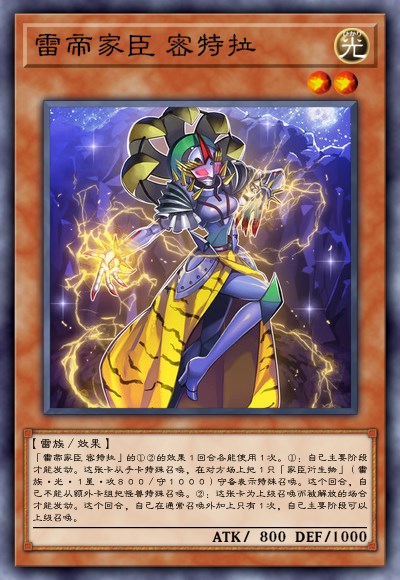 雷帝家臣 密特拉
ひかり
光
【雷族／效果】
「雷帝家臣 密特拉」的①②的效果1回合各能使用1次。①：自己主要阶段
才能发动。这张卡从手卡特殊召唤，在对方场上把1只「家臣衍生物」（雷
族·光·1星·攻800／守1000）守备表示特殊召唤。这个回合，自
己不能从额外卡组把怪兽特殊召唤。②：这张卡为上级召唤而被解放的场合
才能发动。这个回合，自己在通常召唤外加上只有1次，自己主要阶段可以
上级召唤。
ATK/ 800 DEF/1000